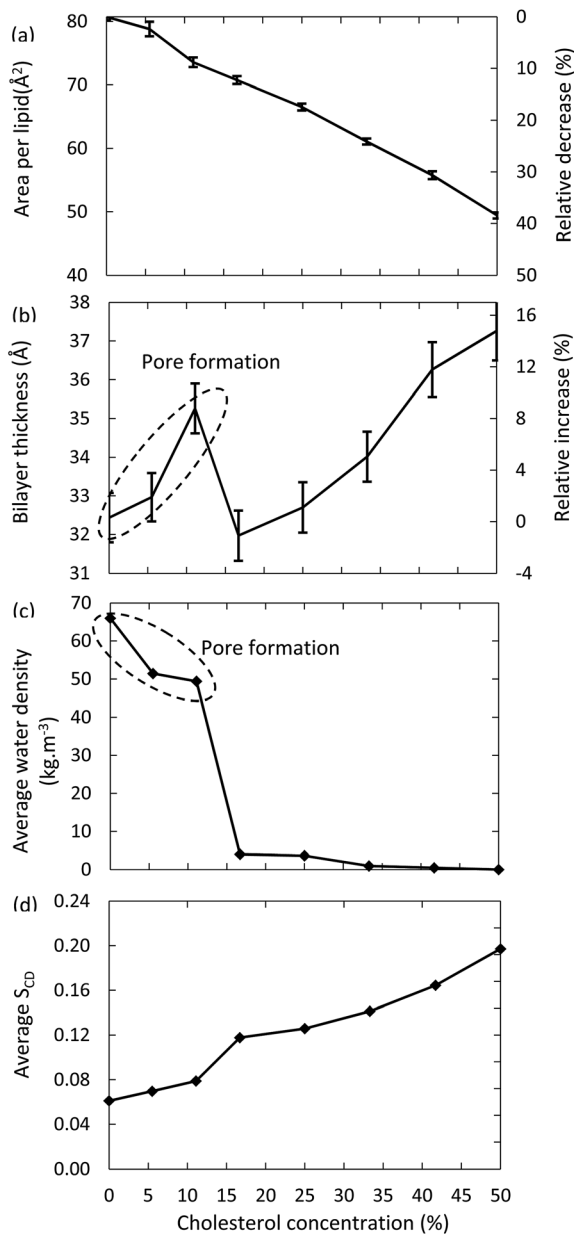 (a)
Area per lipid(Å²)
80
70
60
50
40
0
10
20
30
40
50
Relative decrease (%)
(b)
Bilayer thickness (Å)
38
37
36
35
34
33
32
31
Pore formation
16
12
8
4
0
-4
Relative increase (%)
(c)
Average water density
(kg.m⁻³)
70
60
50
40
30
20
10
0
Pore formation
(d)
Average S_CD
0.24
0.20
0.16
0.12
0.08
0.04
0.00
0 5 10 15 20 25 30 35 40 45 50
Cholesterol concentration (%)